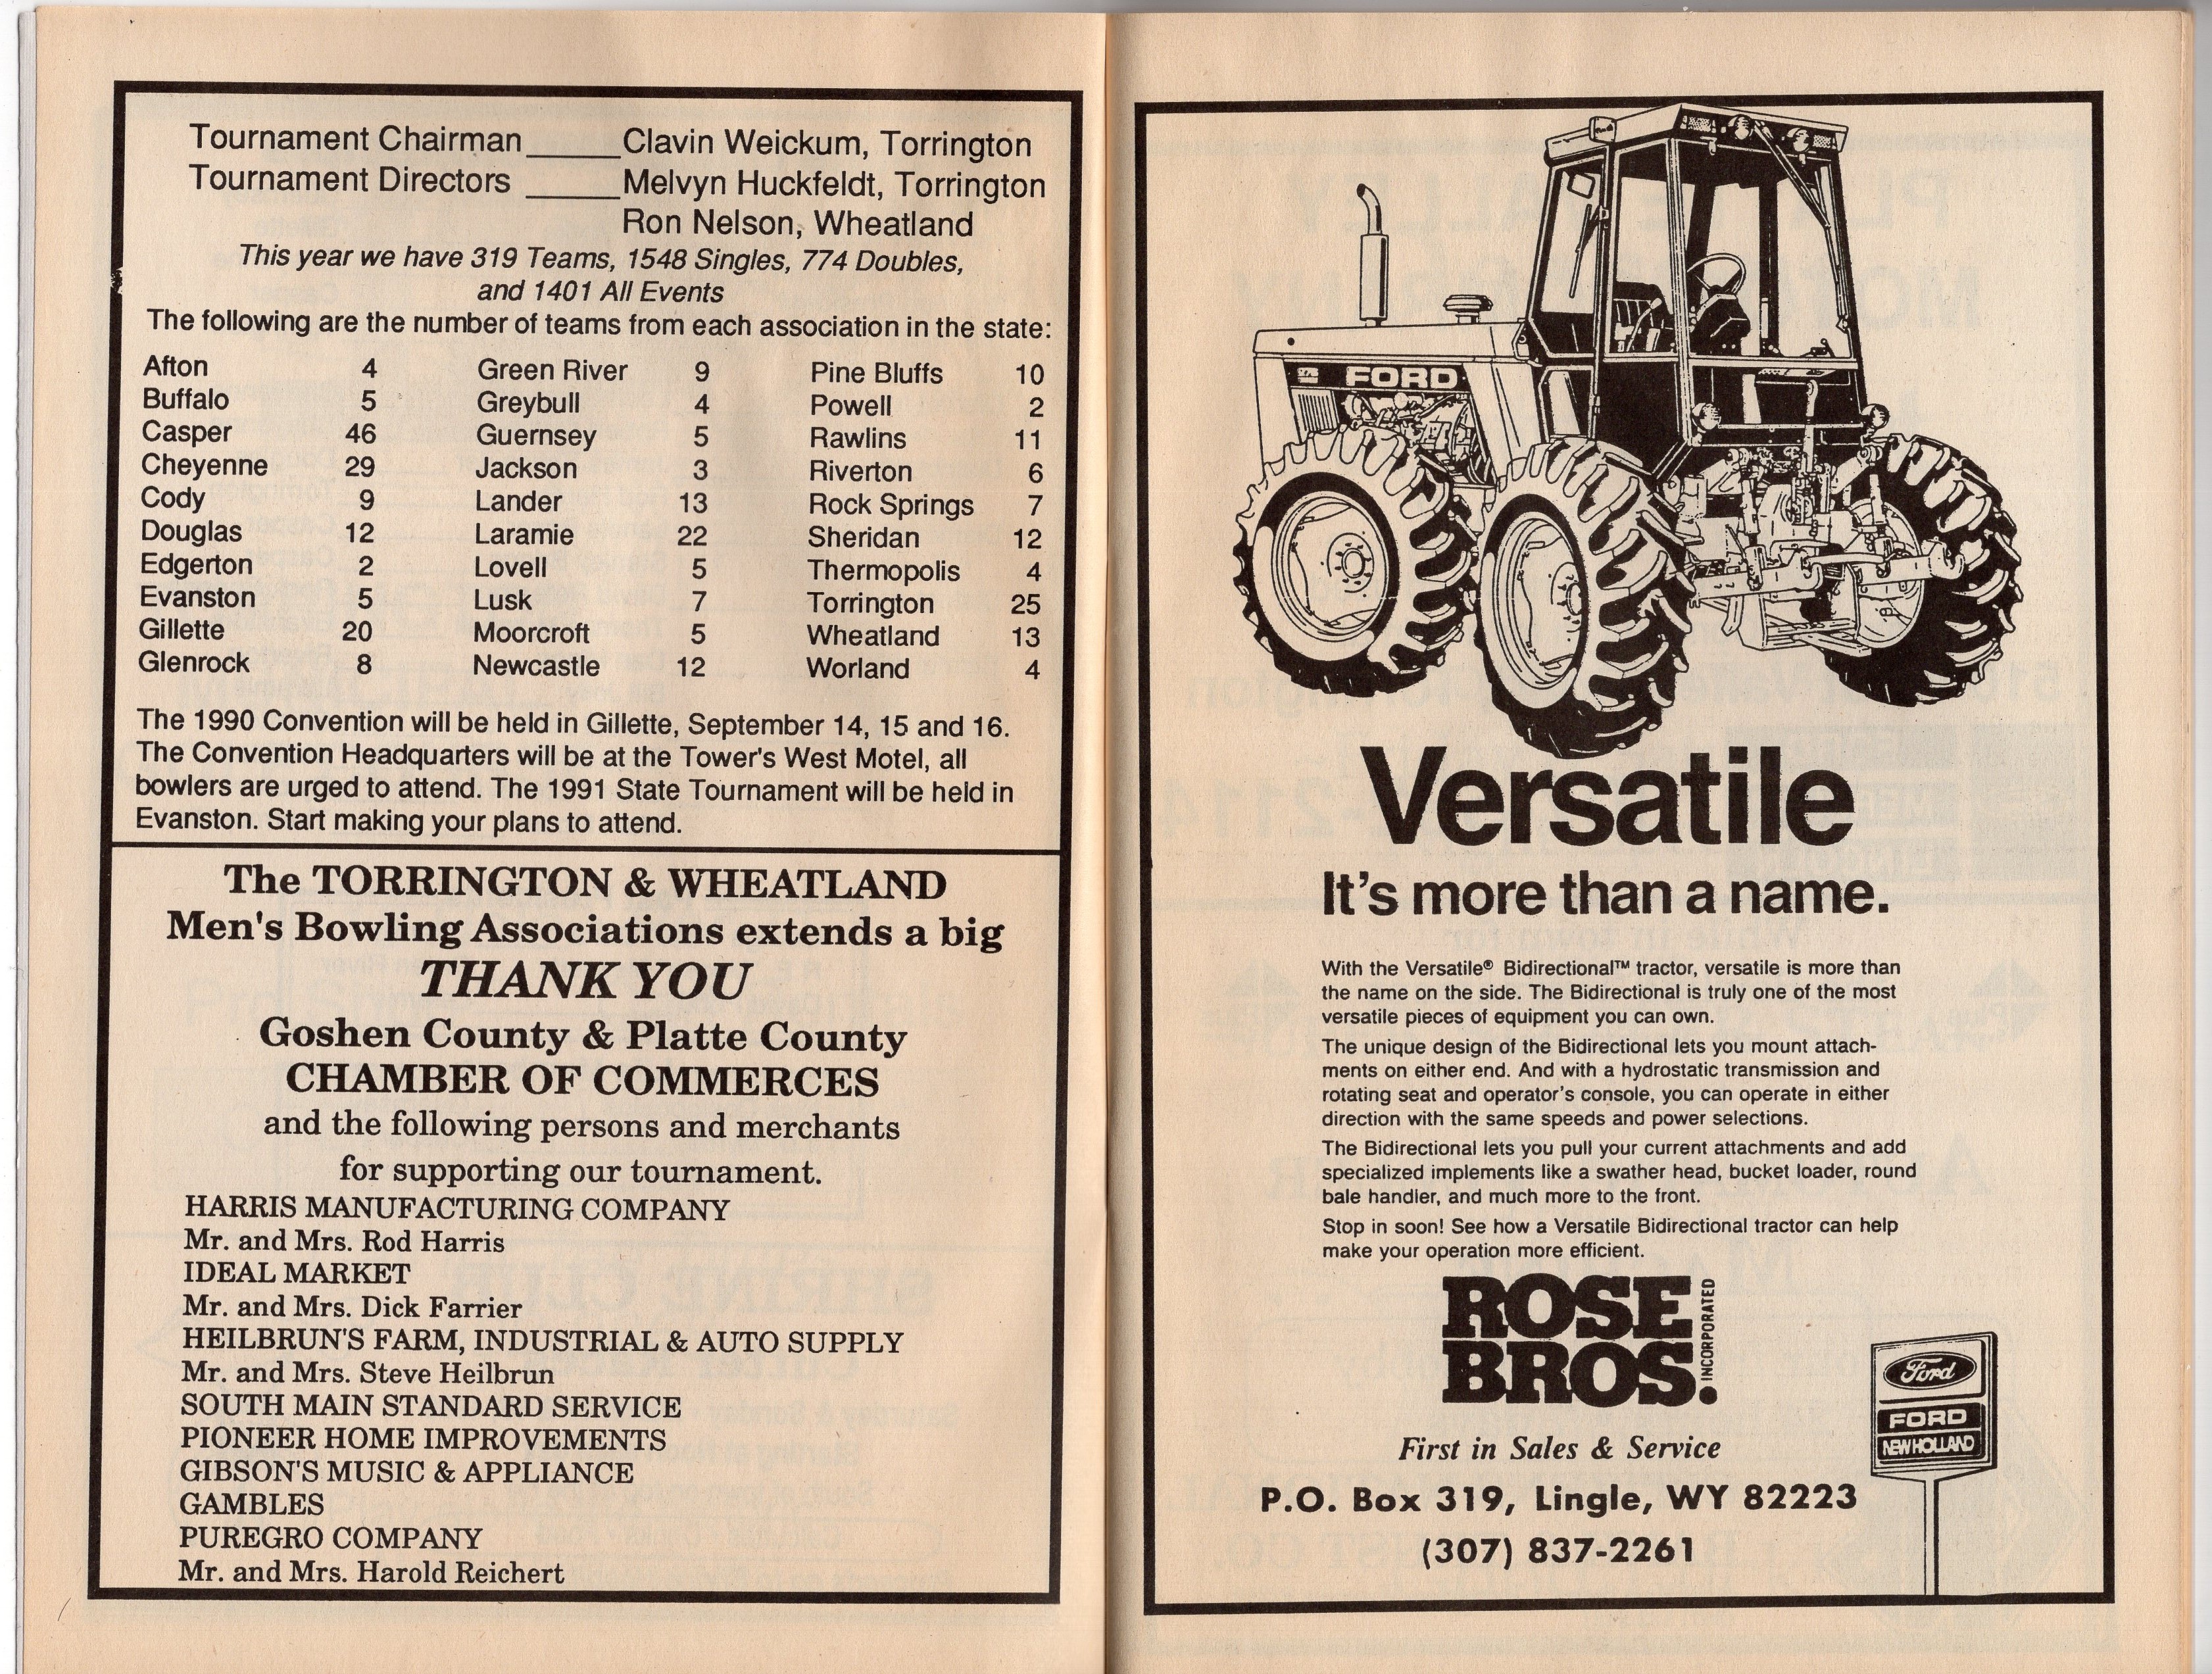 Tournament Chairman _____ Clavin Weickum, Torrington
Tournament Directors _____ Melvyn Huckfeldt, Torrington
Ron Nelson, Wheatland
This year we have 319 Teams, 1548 Singles, 774 Doubles,
and 1401 All Events
The following are the number of teams from each association in the state:
Afton 4 Green River 9 Pine Bluffs 10
Buffalo 5 Greybull 4 Powell 2
Casper 46 Guernsey 5 Rawlins 11
Cheyenne 29 Jackson 3 Riverton 6
Cody 9 Lander 13 Rock Springs 7
Douglas 12 Laramie 22 Sheridan 12
Edgerton 2 Lovell 5 Thermopolis 4
Evanston 5 Lusk 7 Torrington 25
Gillette 20 Moorcroft 5 Wheatland 13
Glenrock 8 Newcastle 12 Worland 4
The 1990 Convention will be held in Gillette, September 14, 15 and 16.
The Convention Headquarters will be at the Tower's West Motel, all
bowlers are urged to attend. The 1991 State Tournament will be held in
Evanston. Start making your plans to attend.
The TORRINGTON & WHEATLAND
Men's Bowling Associations extends a big
THANK YOU
Goshen County & Platte County
CHAMBER OF COMMERCES
and the following persons and merchants
for supporting our tournament.
HARRIS MANUFACTURING COMPANY
Mr. and Mrs. Rod Harris
IDEAL MARKET
Mr. and Mrs. Dick Farrier
HEILBRUN'S FARM, INDUSTRIAL & AUTO SUPPLY
Mr. and Mrs. Steve Heilbrun
SOUTH MAIN STANDARD SERVICE
PIONEER HOME IMPROVEMENTS
GIBSON'S MUSIC & APPLIANCE
GAMBLES
PUREGRO COMPANY
Mr. and Mrs. Harold Reichert
FORD
Versatile
It's more than a name.
With the Versatile® Bidirectional™ tractor, versatile is more than
the name on the side. The Bidirectional is truly one of the most
versatile pieces of equipment you can own.
The unique design of the Bidirectional lets you mount attach-
ments on either end. And with a hydrostatic transmission and
rotating seat and operator's console, you can operate in either
direction with the same speeds and power selections.
The Bidirectional lets you pull your current attachments and add
specialized implements like a swather head, bucket loader, round
bale handler, and much more to the front.
Stop in soon! See how a Versatile Bidirectional tractor can help
make your operation more efficient.
ROSE
BROS.
INCORPORATED
First in Sales & Service
P.O. Box 319, Lingle, WY 82223
(307) 837-2261
Ford
FORD
NEW HOLLAND